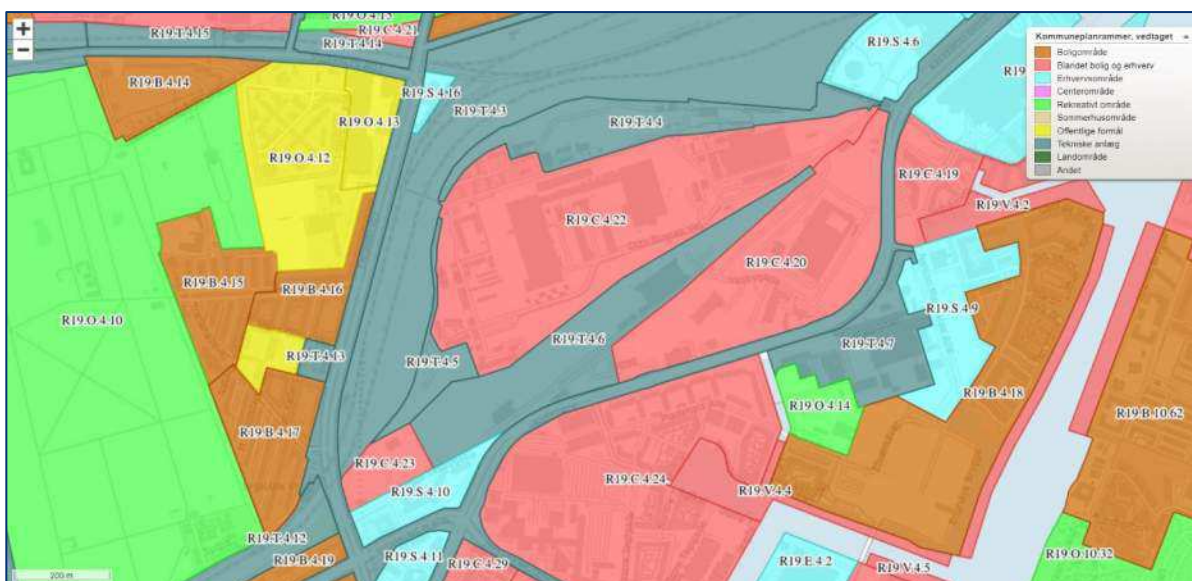 R19.O.4.15
R19.C.4.21
R19.T.4.15
R19.T.4.14
+
−
R19.S.4.6
Kommuneplanrammer, vedtaget
Boligområde
Blandet bolig og erhverv
Erhvervsområde
Centerområde
Rekreativt område
Sommerhusområde
Offentlige formål
Tekniske anlæg
Landområde
Andet
R19.B.4.14
R19.S.4.16
R19.T.4.3
R19.T.4.4
R19.O.4.13
R19.O.4.12
R19.C.4.19
R19.V.4.2
R19.C.4.22
R19.C.4.20
R19.B.4.15
R19.B.4.16
R19.S.4.9
R19.O.4.10
R19.T.4.6
R19.T.4.7
R19.T.4.13
R19.T.4.5
R19.B.4.18
R19.O.4.14
R19.B.10.62
R19.B.4.17
R19.C.4.23
R19.C.4.24
R19.S.4.10
R19.V.4.4
R19.T.4.12
R19.B.4.19
R19.S.4.11
R19.C.4.29
R19.E.4.2
R19.V.4.5
R19.O.10.32
200 m